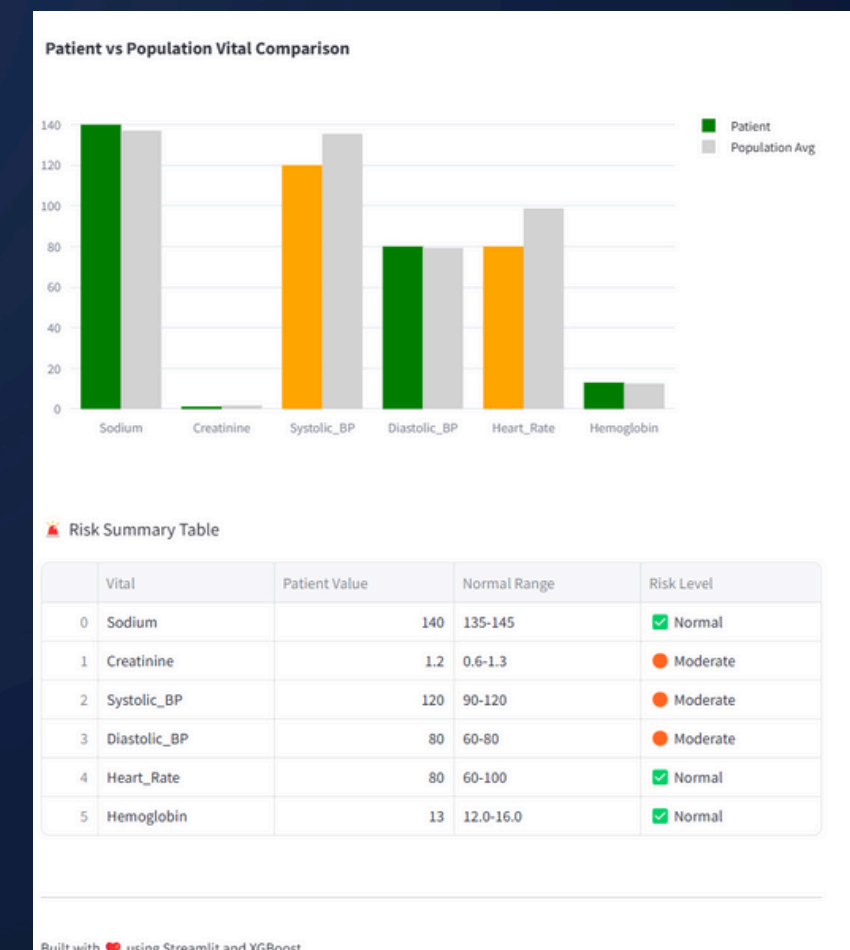 Patient vs Population Vital Comparison
140
120
100
80
60
40
20
0
Sodium Creatinine Systolic_BP Diastolic_BP Heart_Rate Hemoglobin
Patient
Population Avg
🚨 Risk Summary Table
Vital Patient Value Normal Range Risk Level
0 Sodium 140 135-145 ✅ Normal
1 Creatinine 1.2 0.6-1.3 🟠 Moderate
2 Systolic_BP 120 90-120 🟠 Moderate
3 Diastolic_BP 80 60-80 🟠 Moderate
4 Heart_Rate 80 60-100 ✅ Normal
5 Hemoglobin 13 12.0-16.0 ✅ Normal
Built with ❤️ using Streamlit and XGBoost